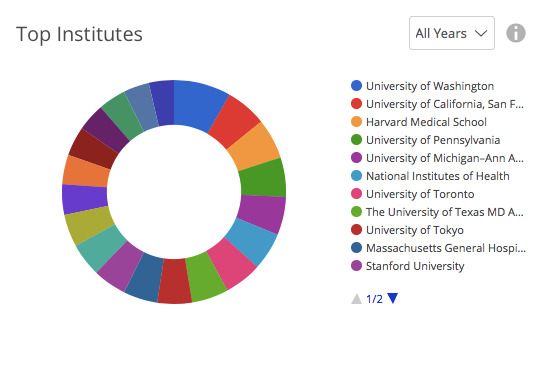 Top Institutes
All Years
i
University of Washington
University of California, San F...
Harvard Medical School
University of Pennsylvania
University of Michigan–Ann A...
National Institutes of Health
University of Toronto
The University of Texas MD A...
University of Tokyo
Massachusetts General Hospi...
Stanford University
1/2